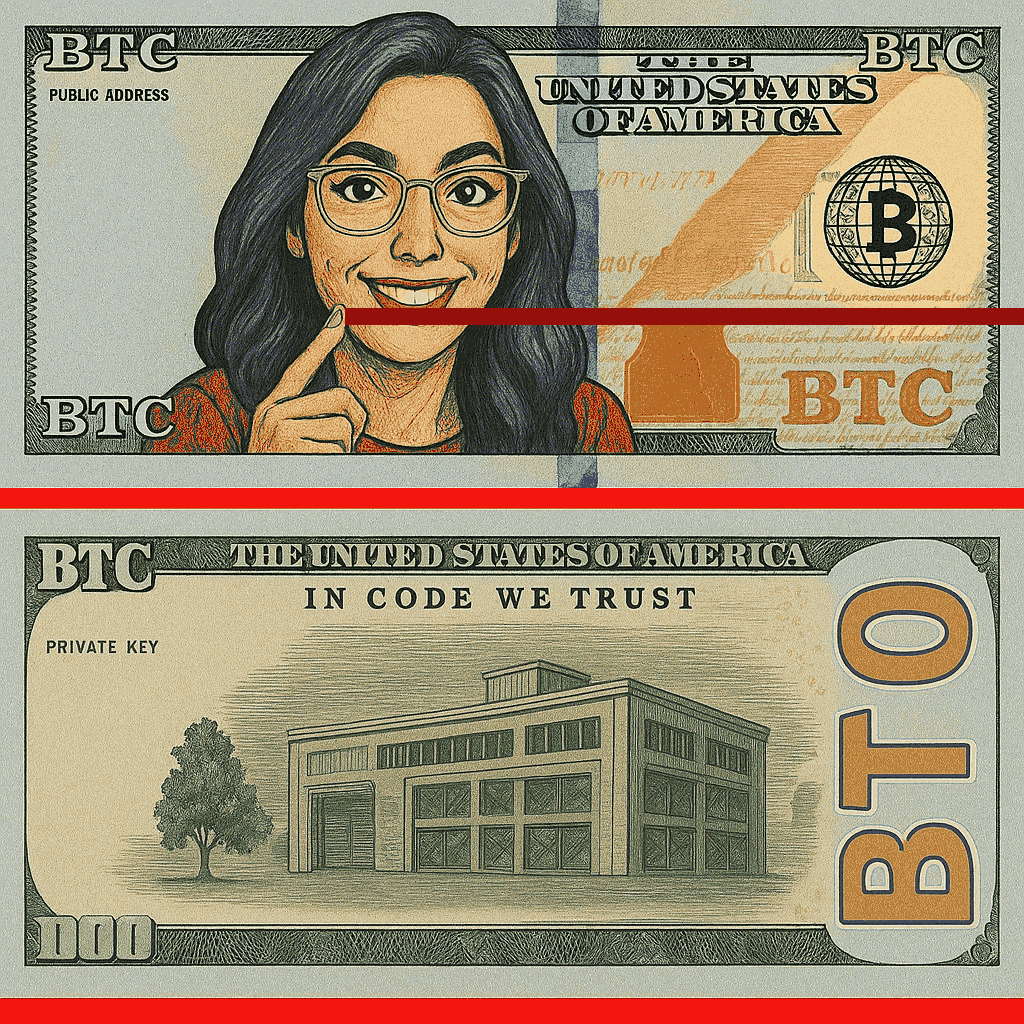 BTC
BTC
PUBLIC ADDRESS
THE
UNITED STATES
OF AMERICA
B
BTC
BTC
BTC
THE UNITED STATES OF AMERICA
IN CODE WE TRUST
PRIVATE KEY
BTO
DOO